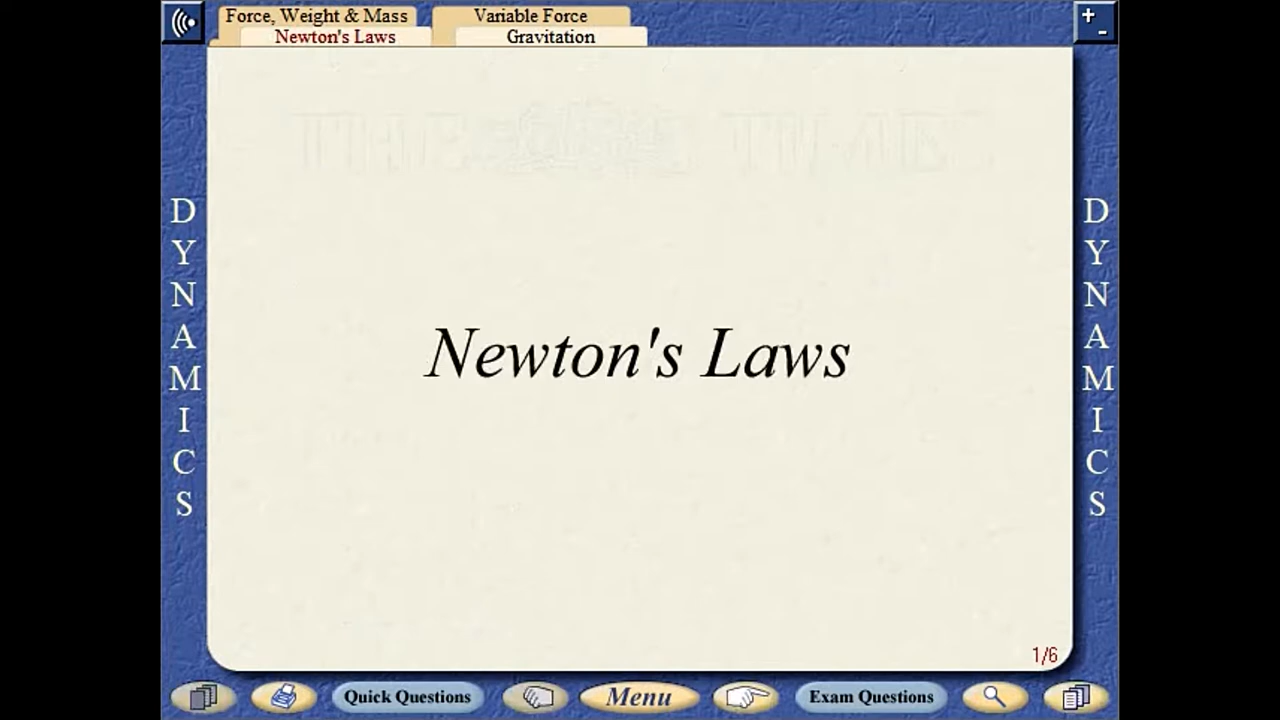 Force, Weight & Mass
Variable Force
Newton's Laws
Gravitation
D
Y
N
A
M
I
C
S
Newton's Laws
D
Y
N
A
M
I
C
S
1/6
Quick Questions
Menu
Exam Questions